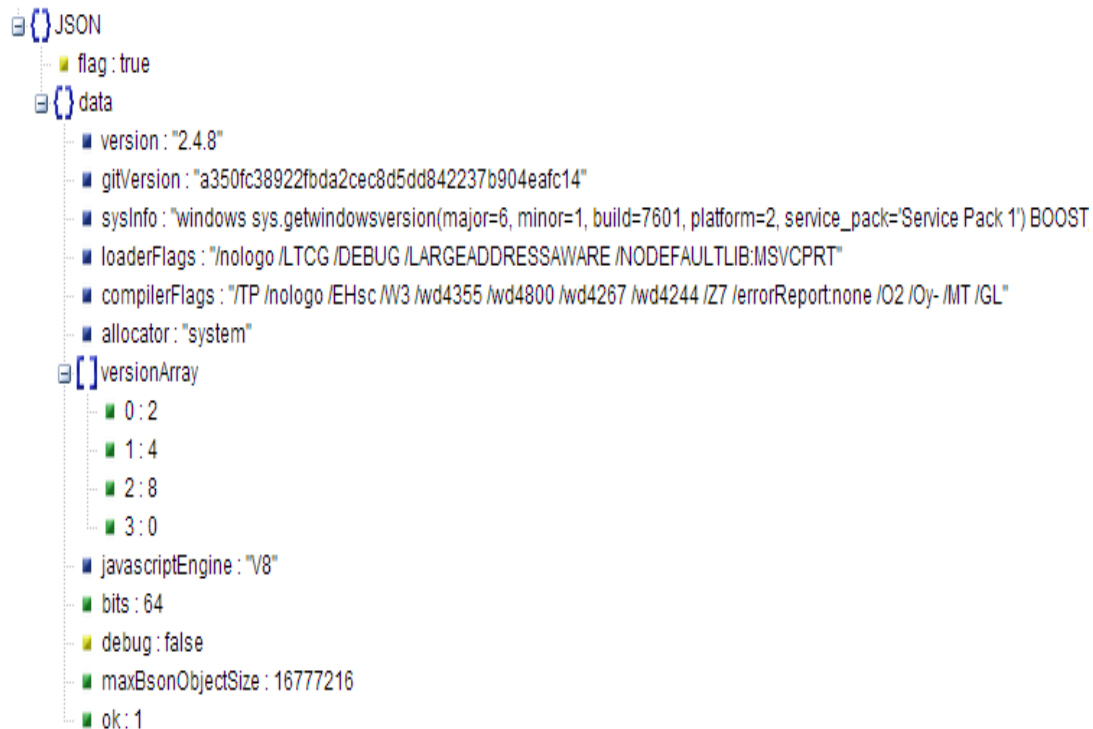 JSON
flag : true
data
version : "2.4.8"
gitVersion : "a350fc38922fbda2cec8d5dd842237b904eafc14"
sysInfo : "windows sys.getwindowsversion(major=6, minor=1, build=7601, platform=2, service_pack='Service Pack 1') BOOST
loaderFlags : "/nologo /LTCG /DEBUG /LARGEADDRESSAWARE /NODEFAULTLIB:MSVCPRT"
compilerFlags : "/TP /nologo /EHsc /W3 /wd4355 /wd4800 /wd4267 /wd4244 /Z7 /errorReport:none /O2 /Oy- /MT /GL"
allocator : "system"
versionArray
0 : 2
1 : 4
2 : 8
3 : 0
javascriptEngine : "V8"
bits : 64
debug : false
maxBsonObjectSize : 16777216
ok : 1